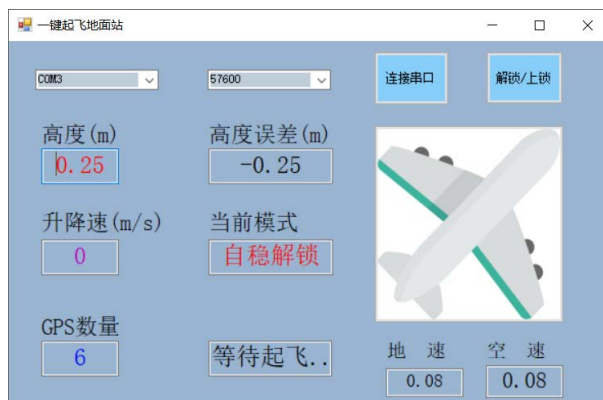 一键起飞地面站
COM3 57600 连接串口 解锁/上锁
高度(m) 高度误差(m)
0.25 -0.25
升降速(m/s) 当前模式
0 自稳解锁
GPS数量
6 等待起飞..
地 速 空 速
0.08 0.08